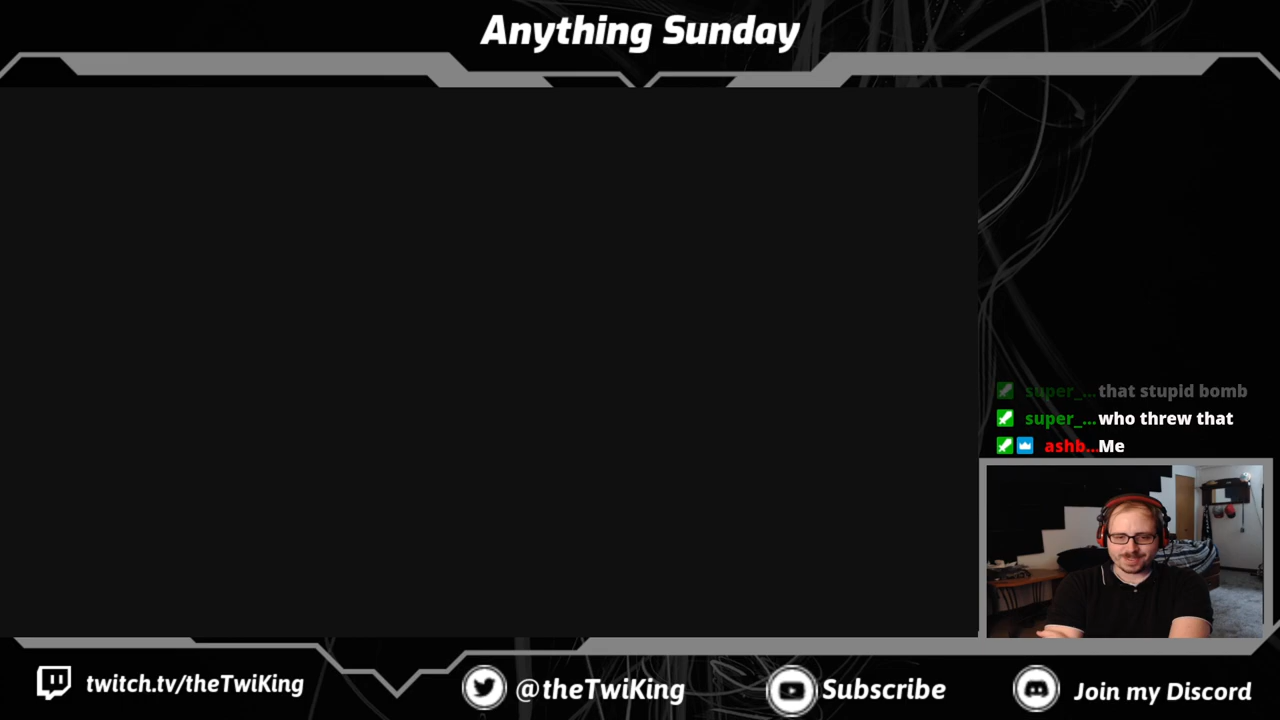 Anything Sunday
super_...that stupid bomb
super_...who threw that
ashb...Me
twitch.tv/theTwiKing
@theTwiKing
Subscribe
Join my Discord